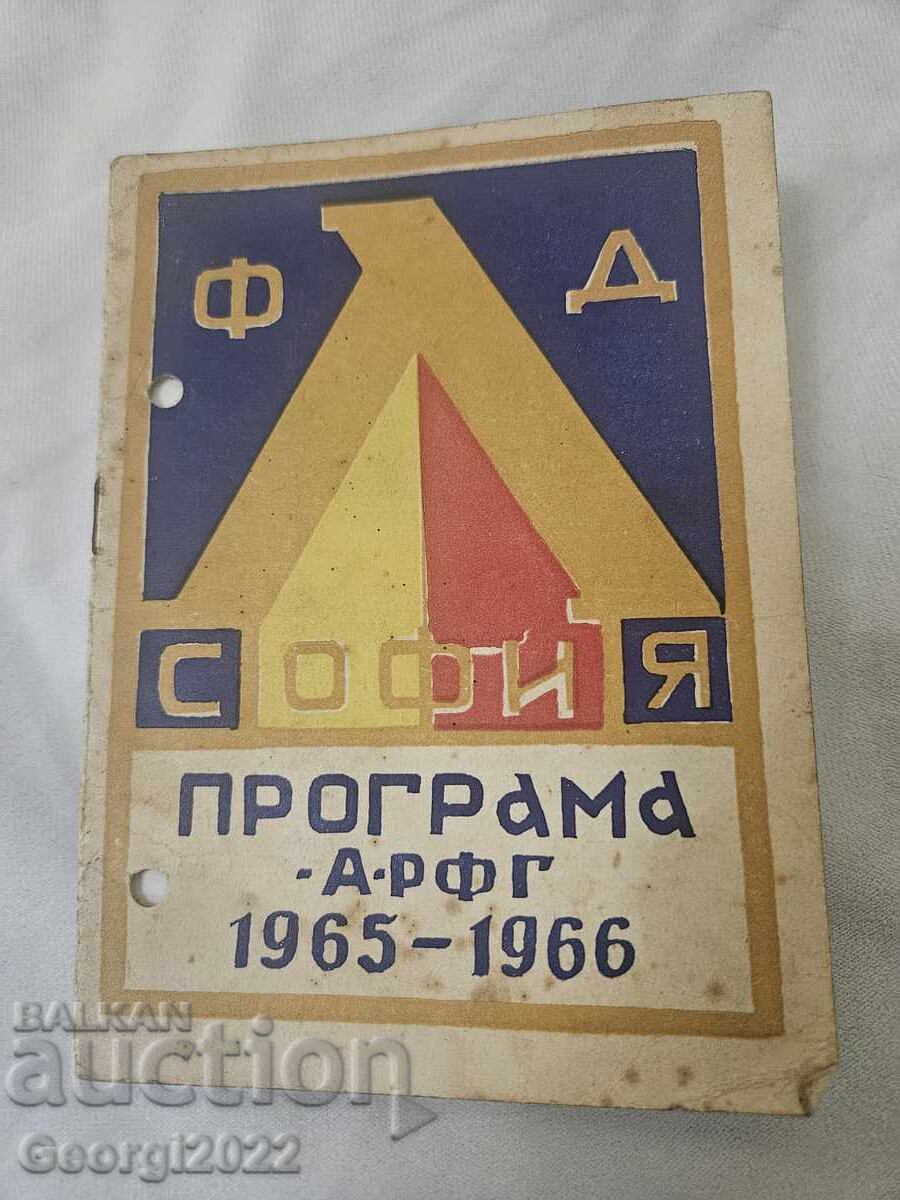 Ф Л Д
СОФИЯ
ПРОГРАМА
·А·РФГ
1965-1966
BALKAN
auction
Georgi2022